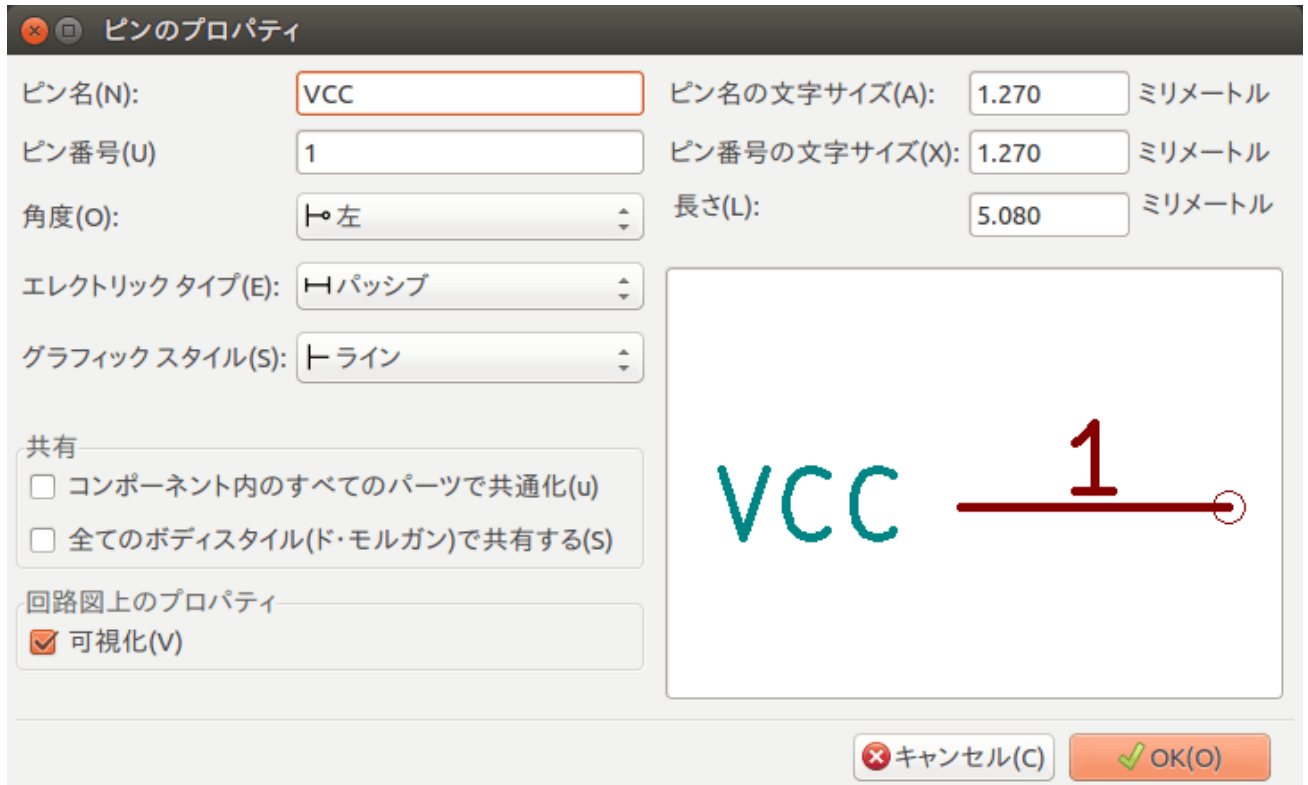 ピンのプロパティ
ピン名(N): VCC ピン名の文字サイズ(A): 1.270 ミリメートル
ピン番号(U) 1 ピン番号の文字サイズ(X): 1.270 ミリメートル
角度(O): 左 長さ(L): 5.080 ミリメートル
エレクトリック タイプ(E): パッシブ
グラフィック スタイル(S): ライン
共有
コンポーネント内のすべてのパーツで共通化(u)
全てのボディスタイル(ド・モルガン)で共有する(S)
回路図上のプロパティ
可視化(V)
VCC 1
キャンセル(C) OK(O)